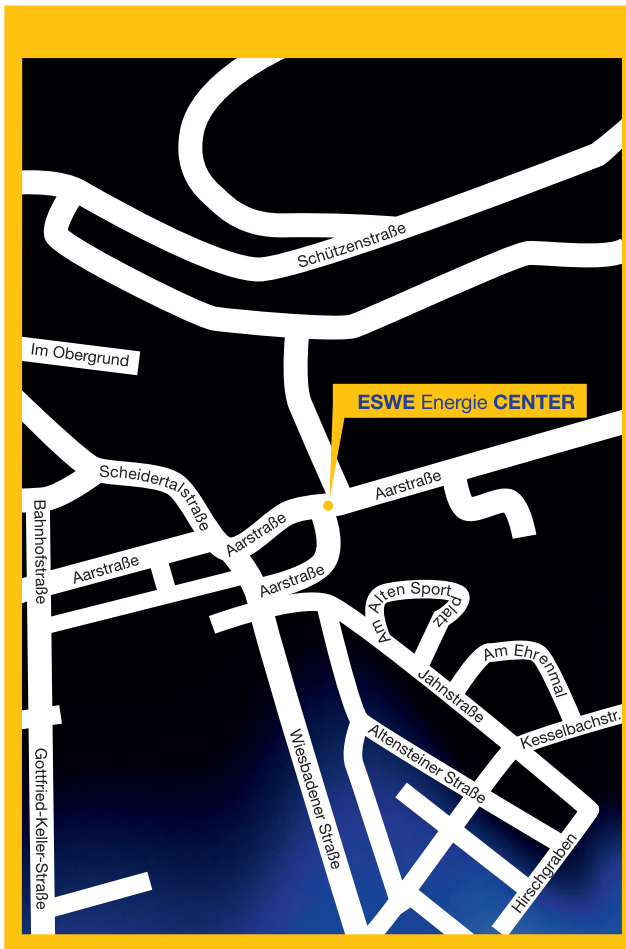 Schützenstraße
Im Obergrund
ESWE Energie CENTER
Scheidertalstraße
Aarstraße
Bahnhofstraße
Aarstraße
Aarstraße
Aarstraße
Am Alten Sport
platz
Am Ehrenmal
Jahnstraße
Kesselbachstr.
Altensteiner Straße
Wiesbadener Straße
Gottfried-Keller-Straße
Hirschgraben